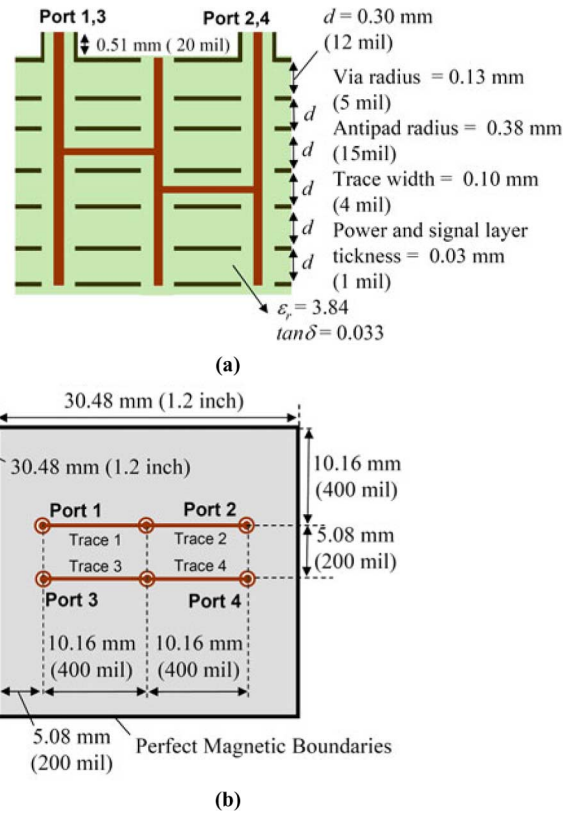 Port 1,3
Port 2,4
0.51 mm ( 20 mil)
d = 0.30 mm
(12 mil)
Via radius = 0.13 mm
(5 mil)
d
Antipad radius = 0.38 mm
(15mil)
d
Trace width = 0.10 mm
(4 mil)
d
Power and signal layer
tickness = 0.03 mm
(1 mil)
d
d
εr = 3.84
tanδ = 0.033
(a)
30.48 mm (1.2 inch)
30.48 mm (1.2 inch)
10.16 mm
(400 mil)
Port 1
Port 2
Trace 1
Trace 2
5.08 mm
(200 mil)
Trace 3
Trace 4
Port 3
Port 4
10.16 mm
(400 mil)
10.16 mm
(400 mil)
5.08 mm
(200 mil)
Perfect Magnetic Boundaries
(b)